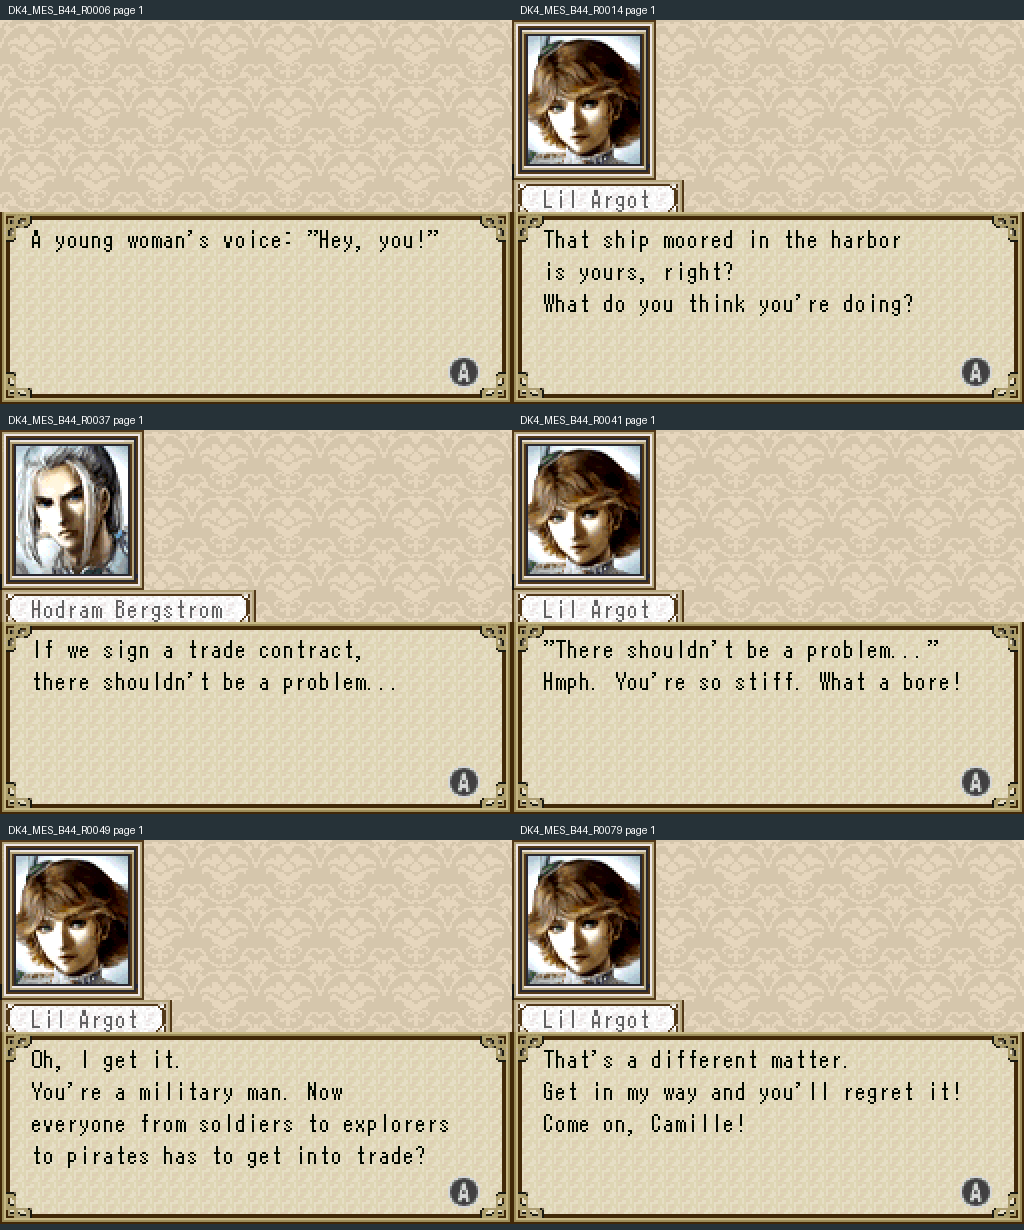 DK4_MES_B44_R0006 page 1
A young woman's voice: "Hey, you!"
A
DK4_MES_B44_R0014 page 1
Lil Argot
That ship moored in the harbor
is yours, right?
What do you think you're doing?
A
DK4_MES_B44_R0037 page 1
Hodram Bergstrom
If we sign a trade contract,
there shouldn't be a problem...
A
DK4_MES_B44_R0041 page 1
Lil Argot
"There shouldn't be a problem..."
Hmph. You're so stiff. What a bore!
A
DK4_MES_B44_R0049 page 1
Lil Argot
Oh, I get it.
You're a military man. Now
everyone from soldiers to explorers
to pirates has to get into trade?
A
DK4_MES_B44_R0079 page 1
Lil Argot
That's a different matter.
Get in my way and you'll regret it!
Come on, Camille!
A